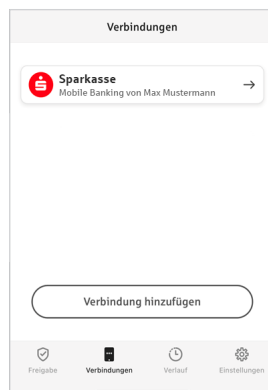 Verbindungen
Sparkasse
Mobile Banking von Max Mustermann
Verbindung hinzufügen
Freigabe
Verbindungen
Verlauf
Einstellungen